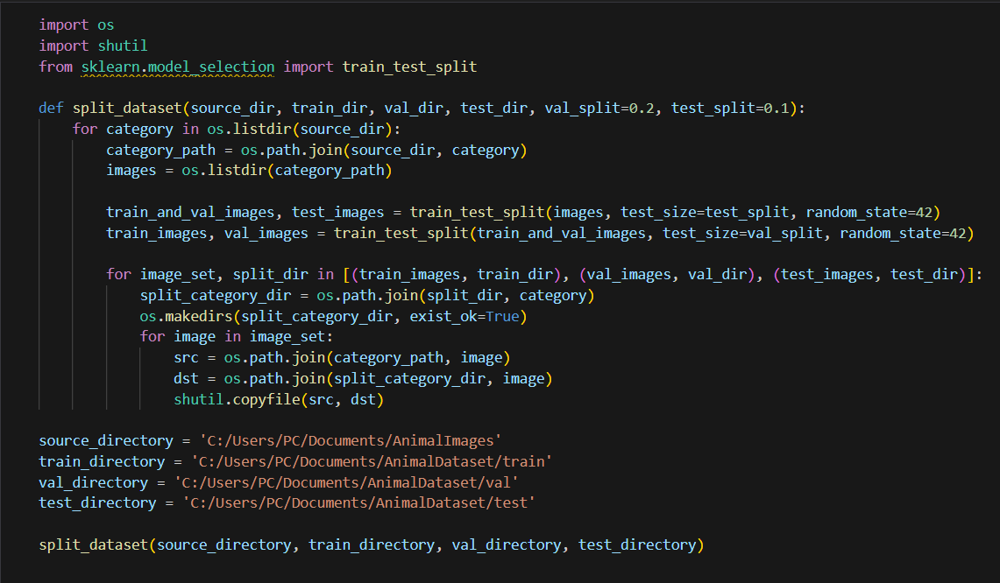 import os
import shutil
from sklearn.model_selection import train_test_split
def split_dataset(source_dir, train_dir, val_dir, test_dir, val_split=0.2, test_split=0.1):
for category in os.listdir(source_dir):
category_path = os.path.join(source_dir, category)
images = os.listdir(category_path)
train_and_val_images, test_images = train_test_split(images, test_size=test_split, random_state=42)
train_images, val_images = train_test_split(train_and_val_images, test_size=val_split, random_state=42)
for image_set, split_dir in [(train_images, train_dir), (val_images, val_dir), (test_images, test_dir)]:
split_category_dir = os.path.join(split_dir, category)
os.makedirs(split_category_dir, exist_ok=True)
for image in image_set:
src = os.path.join(category_path, image)
dst = os.path.join(split_category_dir, image)
shutil.copyfile(src, dst)
source_directory = 'C:/Users/PC/Documents/AnimalImages'
train_directory = 'C:/Users/PC/Documents/AnimalDataset/train'
val_directory = 'C:/Users/PC/Documents/AnimalDataset/val'
test_directory = 'C:/Users/PC/Documents/AnimalDataset/test'
split_dataset(source_directory, train_directory, val_directory, test_directory)